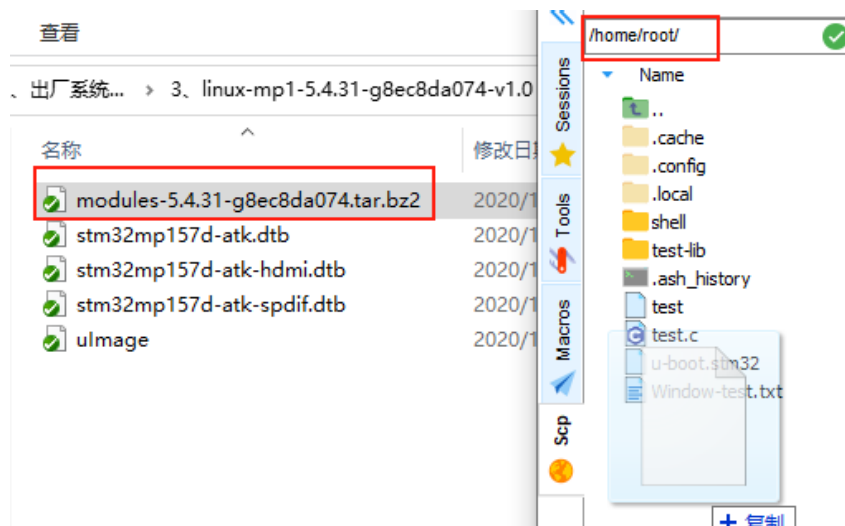 查看
、出厂系统... › 3、linux-mp1-5.4.31-g8ec8da074-v1.0
名称
修改日期
modules-5.4.31-g8ec8da074.tar.bz2
2020/1
stm32mp157d-atk.dtb
2020/1
stm32mp157d-atk-hdmi.dtb
2020/1
stm32mp157d-atk-spdif.dtb
2020/1
uImage
2020/1
Sessions
Tools
Macros
Scp
/home/root/
Name
..
.cache
.config
.local
shell
test-lib
.ash_history
test
test.c
u-boot.stm32
Window-test.txt
+ 复制